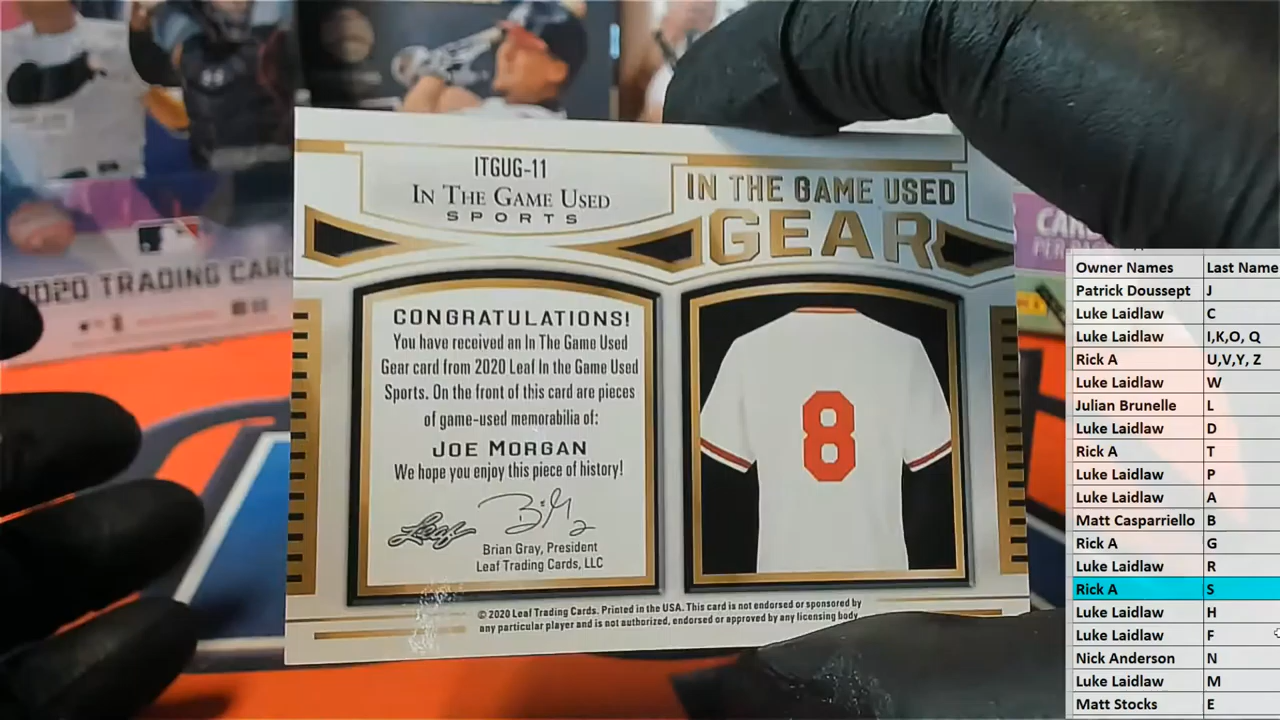 2020 TRADING CARD
ITGUG-11
IN THE GAME USED
SPORTS
IN THE GAME USED
GEAR
CONGRATULATIONS!
You have received an In The Game Used
Gear card from 2020 Leaf In the Game Used
Sports. On the front of this card are pieces
of game-used memorabilia of:
JOE MORGAN
We hope you enjoy this piece of history!
Leaf
Brian Gray, President
Leaf Trading Cards, LLC
8
© 2020 Leaf Trading Cards. Printed in the USA. This card is not endorsed or sponsored by
any particular player and is not authorized, endorsed or approved by any licensing body.
Owner Names Last Name
Patrick Doussept J
Luke Laidlaw C
Luke Laidlaw I,K,O, Q
Rick A U,V,Y, Z
Luke Laidlaw W
Julian Brunelle L
Luke Laidlaw D
Rick A T
Luke Laidlaw P
Luke Laidlaw A
Matt Casparriello B
Rick A G
Luke Laidlaw R
Rick A S
Luke Laidlaw H
Luke Laidlaw F
Nick Anderson N
Luke Laidlaw M
Matt Stocks E